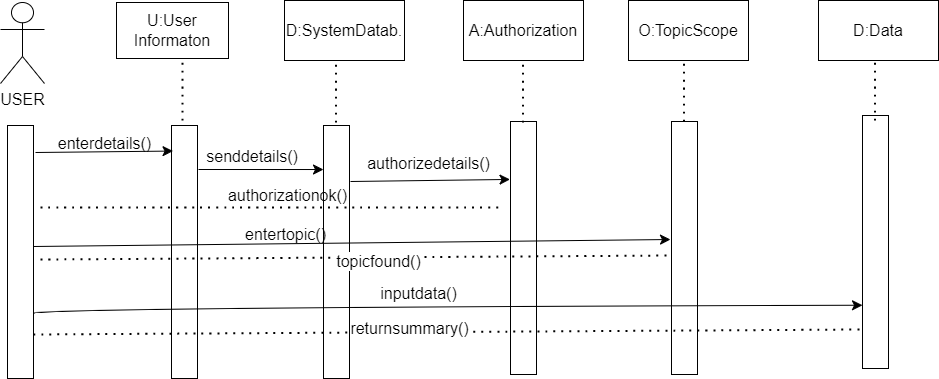 U:User
Informaton
D:SystemDatab.
A:Authorization
O:TopicScope
D:Data
USER
enterdetails()
senddetails()
authorizedetails()
authorizationok()
entertopic()
topicfound()
inputdata()
returnsummary()